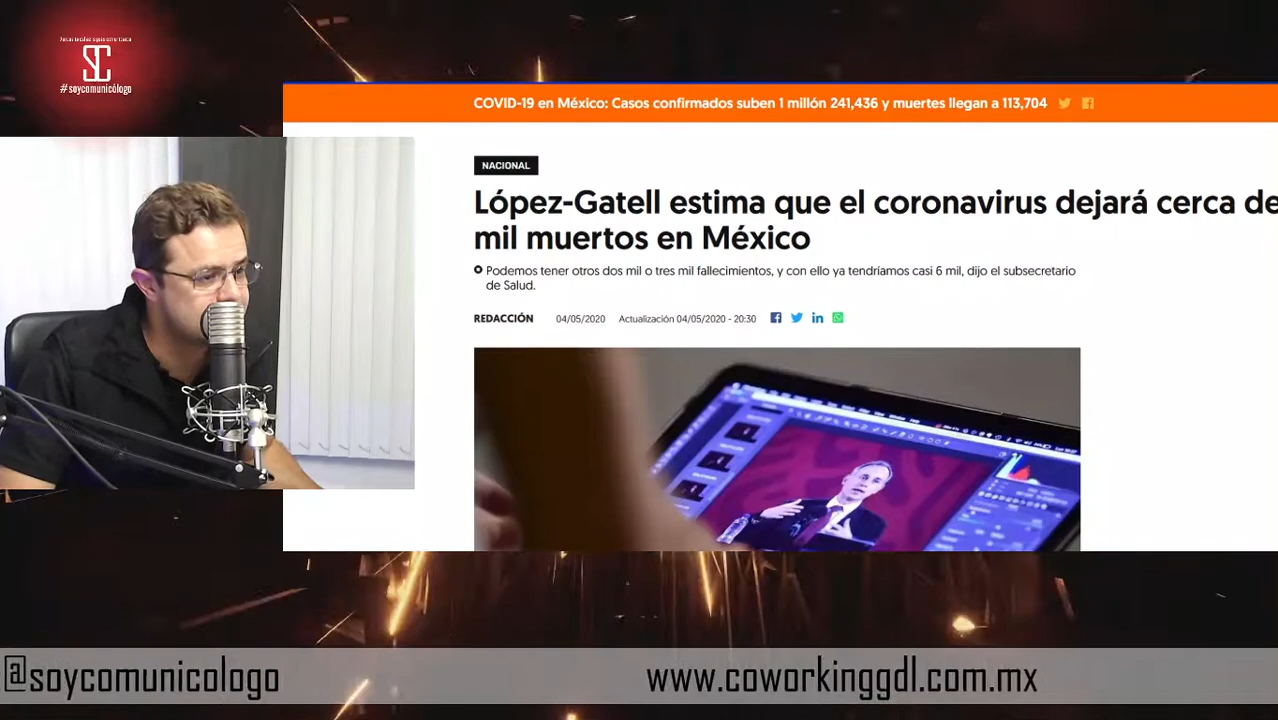 #soycomunicólogo
COVID-19 en México: Casos confirmados suben 1 millón 241,436 y muertes llegan a 113,704
NACIONAL
López-Gatell estima que el coronavirus dejará cerca de
mil muertos en México
Podemos tener otros dos mil o tres mil fallecimientos, y con ello ya tendríamos casi 6 mil, dijo el subsecretario
de Salud.
REDACCIÓN 04/05/2020 Actualización 04/05/2020 - 20:30
@soycomunicologo
www.coworkinggdl.com.mx